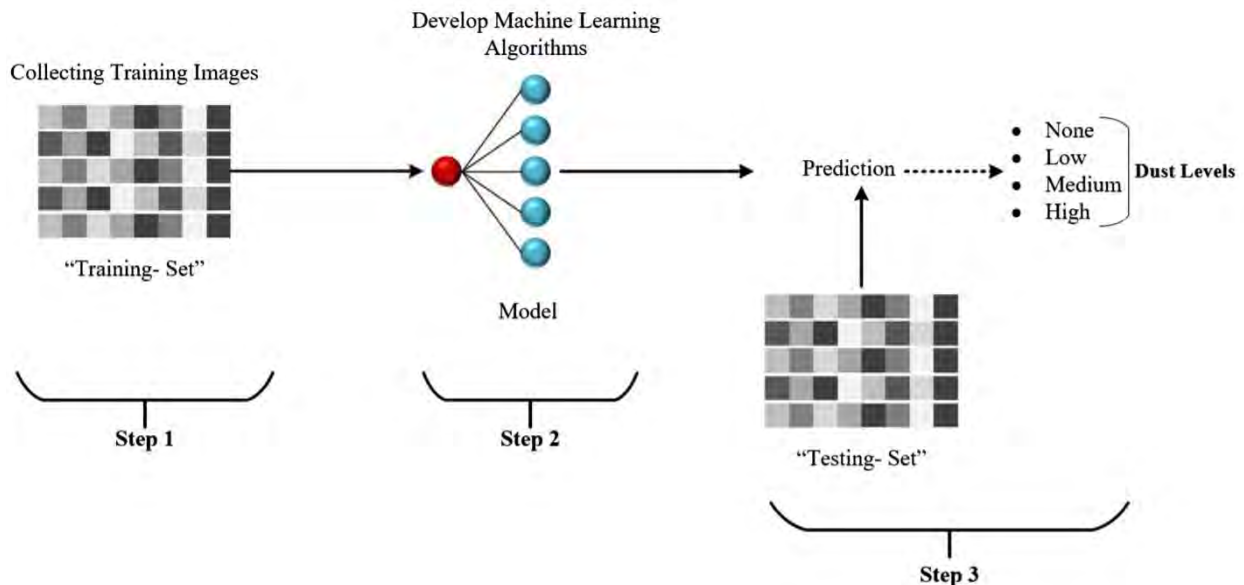 Develop Machine Learning
Algorithms
Collecting Training Images
“Training- Set”
Model
Prediction
● None
● Low
● Medium
● High
Dust Levels
“Testing- Set”
Step 1
Step 2
Step 3